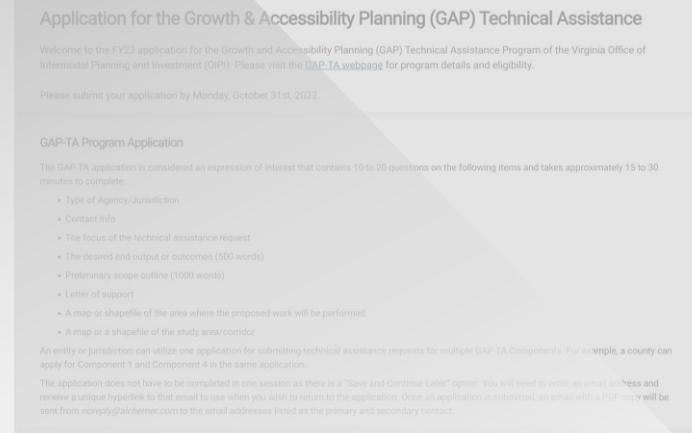 Application for the Growth & Accessibility Planning (GAP) Technical Assistance
Welcome to the FY23 application for the Growth and Accessibility Planning (GAP) Technical Assistance Program of the Virginia Office of
Intermodal Planning and Investment (OIPI). Please visit the GAP-TA webpage for program details and eligibility.
Please submit your application by Monday, October 31st, 2022.
GAP-TA Program Application
The GAP-TA application is considered an expression of interest that contains 10 to 20 questions on the following items and takes approximately 15 to 30
minutes to complete:
• Type of Agency/Jurisdiction
• Contact Info
• The focus of the technical assistance request
• The desired end output or outcomes (500 words)
• Preliminary scope outline (1000 words)
• Letter of support
• A map or shapefile of the area where the proposed work will be performed
• A map or a shapefile of the study area/corridor
An entity or jurisdiction can utilize one application for submitting technical assistance requests for multiple GAP-TA Components. For example, a county can
apply for Component 1 and Component 4 in the same application.
The application does not have to be completed in one session as there is a "Save and Continue Later" option. You will need to enter an email address and
receive a unique hyperlink to that email to use when you wish to return to the application. Once an application is submitted, an email with a PDF copy will be
sent from noreply@alchemer.com to the email addresses listed as the primary and secondary contact.